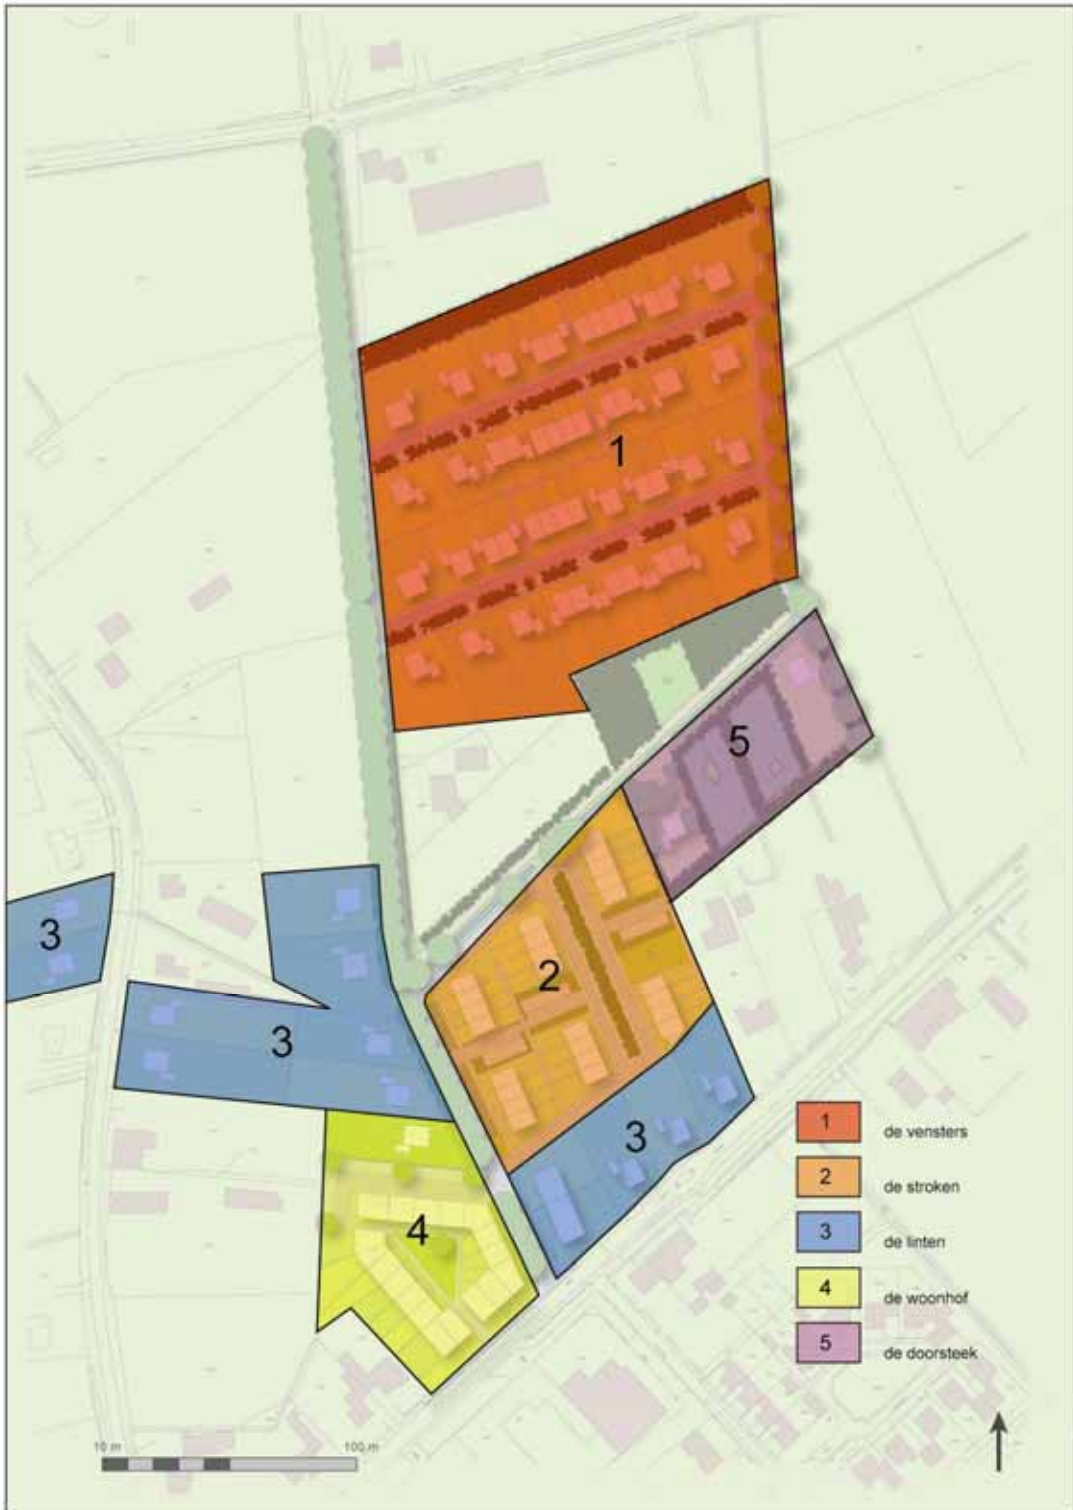 1
5
3
2
3
3
4
1 de vensters
2 de stroken
3 de linten
4 de woonhof
5 de doorsteek
10 m 100 m